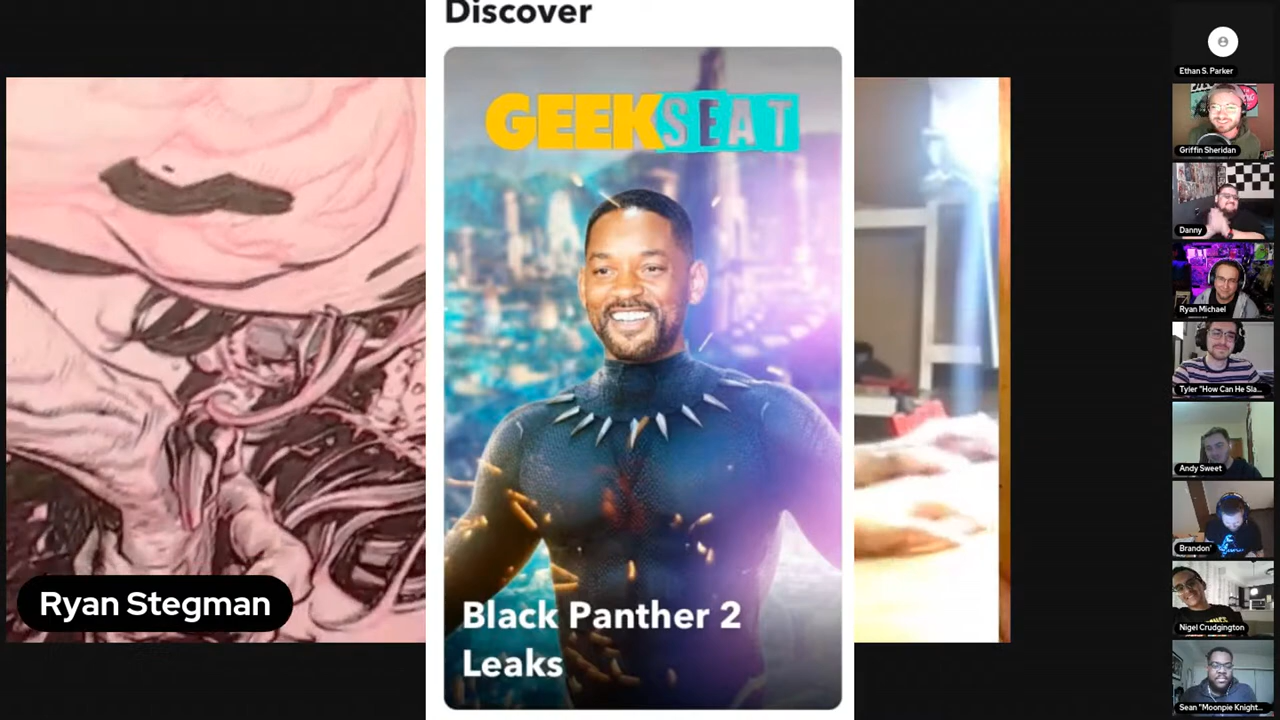 Discover
GEEKSEAT
Black Panther 2
Leaks
Ryan Stegman
Ethan S. Parker
Griffin Sheridan
Danny
Ryan Michael
Tyler "How Can He Sla...
Andy Sweet
Brandon'
Nigel Crudgington
Sean "Moonpie Knight...